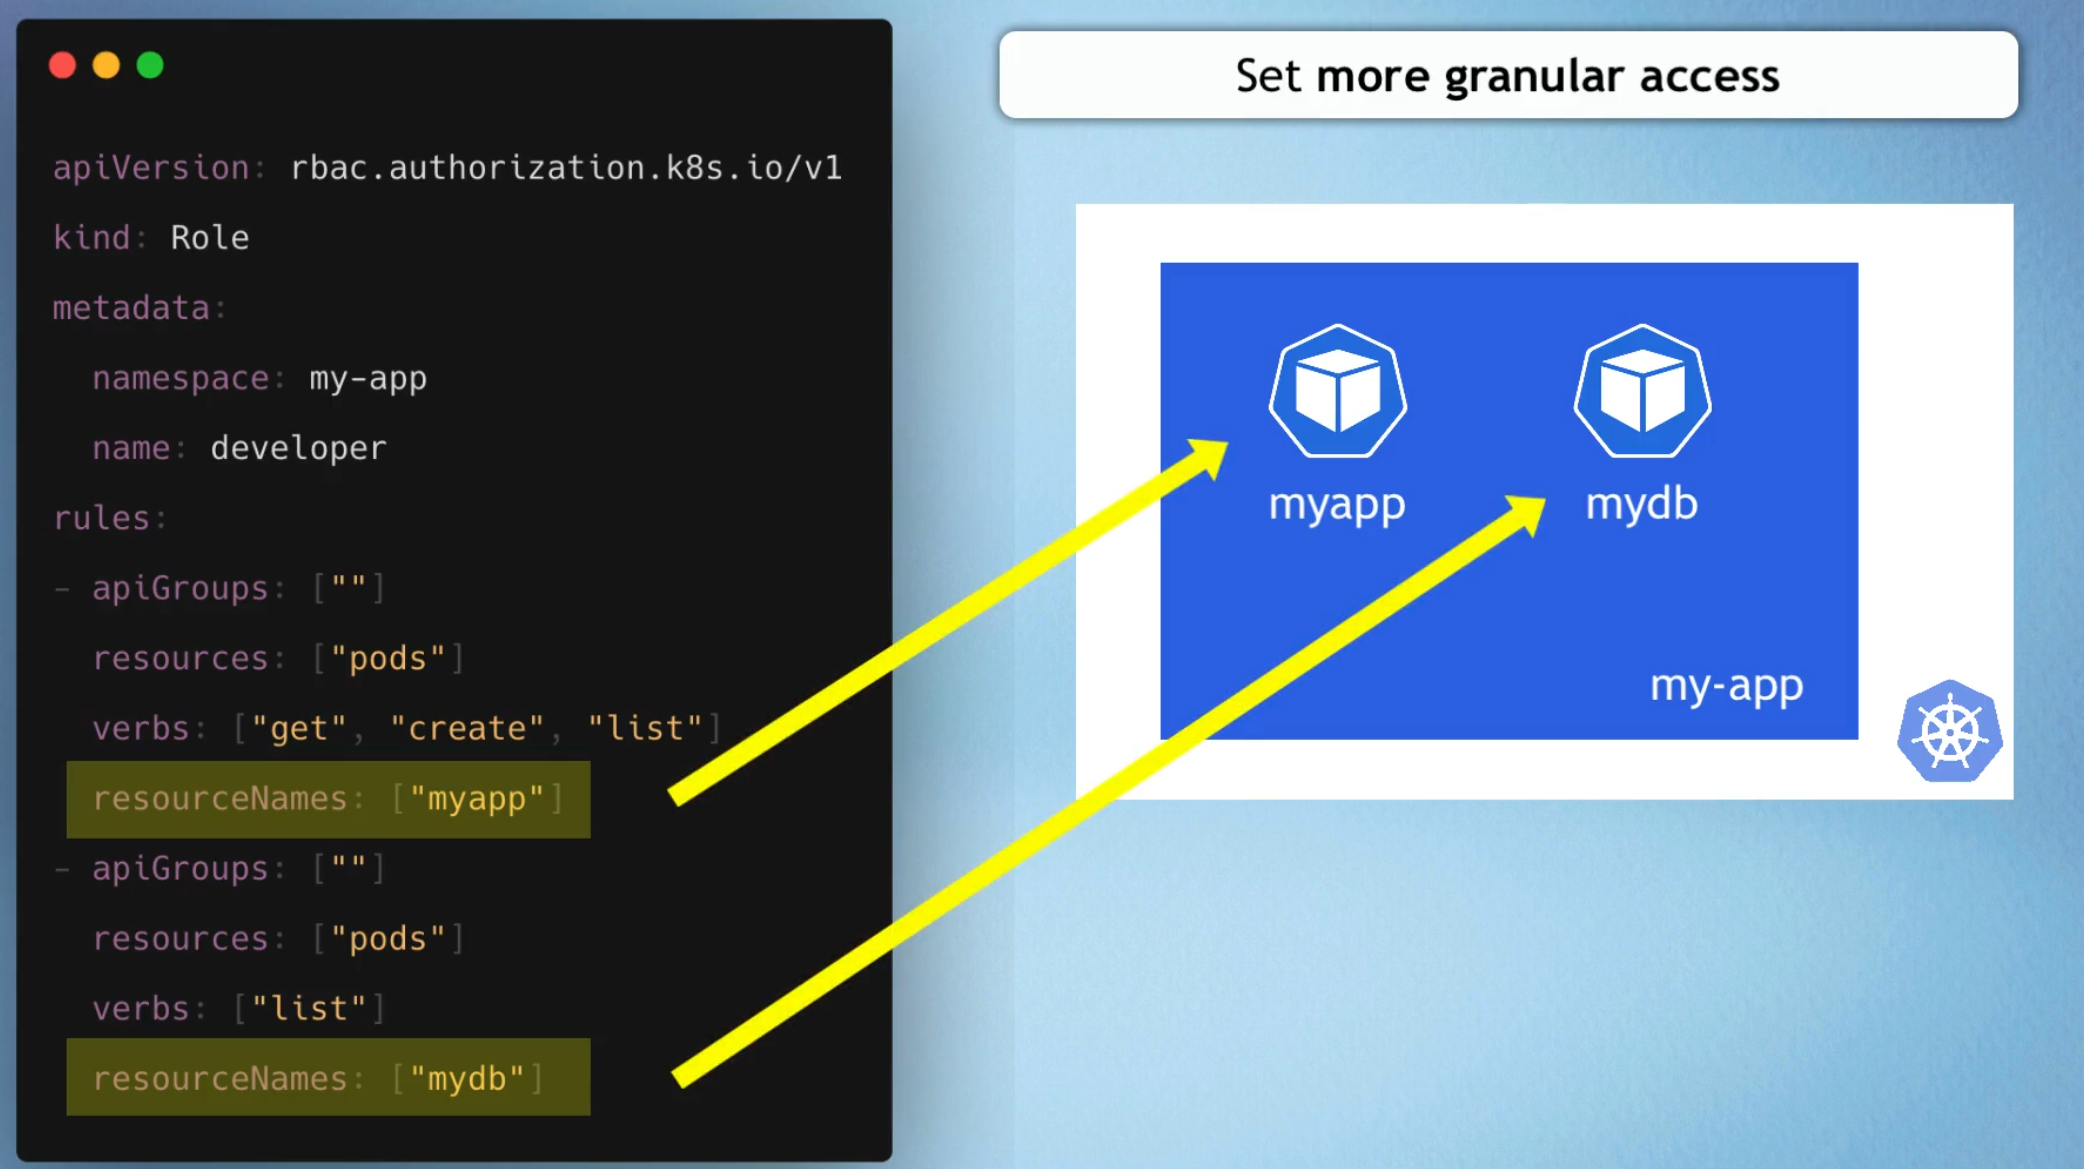 apiVersion: rbac.authorization.k8s.io/v1
kind: Role
metadata:
  namespace: my-app
  name: developer
rules:
- apiGroups: [""]
  resources: ["pods"]
  verbs: ["get", "create", "list"]
  resourceNames: ["myapp"]
- apiGroups: [""]
  resources: ["pods"]
  verbs: ["list"]
  resourceNames: ["mydb"]
Set more granular access
myapp
mydb
my-app